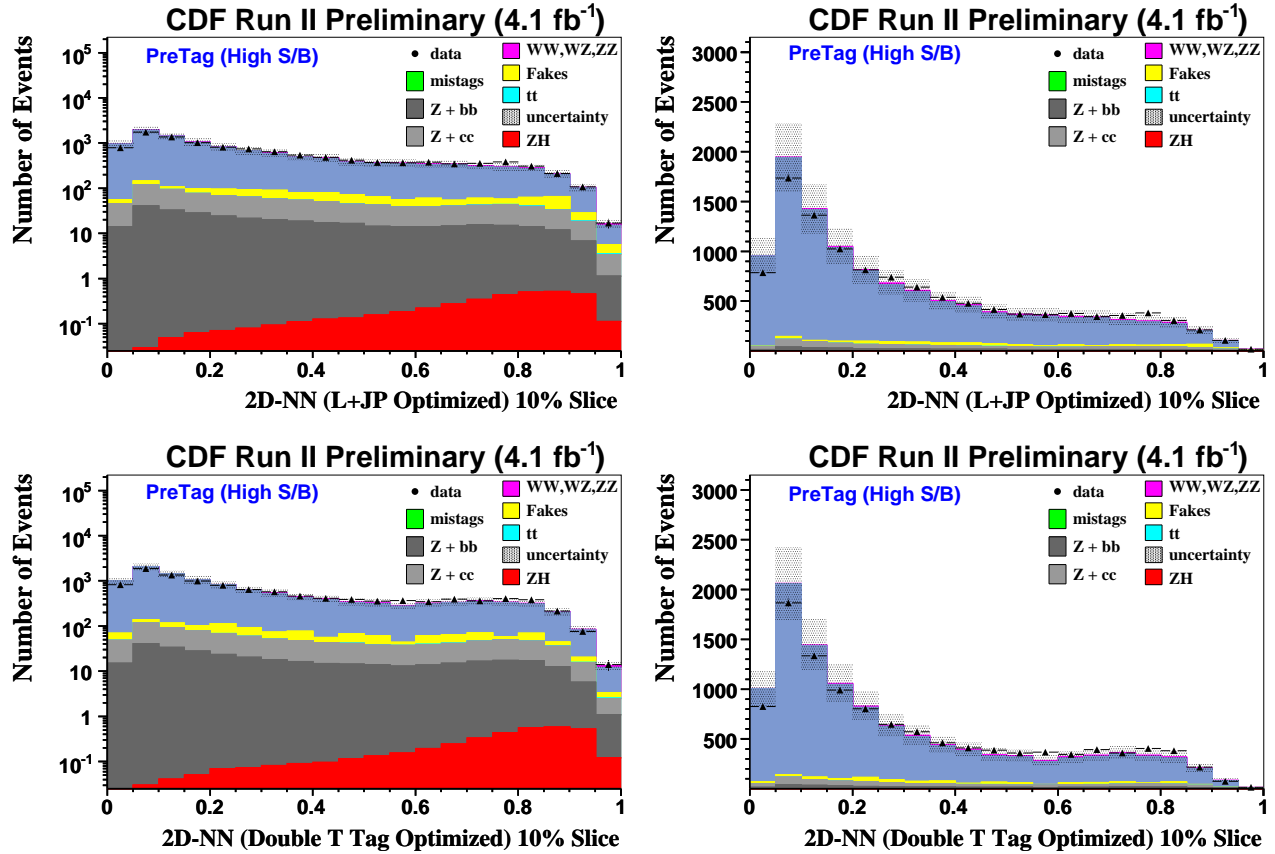 CDF Run II Preliminary (4.1 fb⁻¹)
Number of Events
10⁵
10⁴
10³
10²
10
1
10⁻¹
PreTag (High S/B)
data
mistags
Z + bb
Z + cc
WW,WZ,ZZ
Fakes
tt
uncertainty
ZH
0 0.2 0.4 0.6 0.8 1
2D-NN (L+JP Optimized) 10% Slice
CDF Run II Preliminary (4.1 fb⁻¹)
Number of Events
3000
2500
2000
1500
1000
500
PreTag (High S/B)
data
mistags
Z + bb
Z + cc
WW,WZ,ZZ
Fakes
tt
uncertainty
ZH
0 0.2 0.4 0.6 0.8 1
2D-NN (L+JP Optimized) 10% Slice
CDF Run II Preliminary (4.1 fb⁻¹)
Number of Events
10⁵
10⁴
10³
10²
10
1
10⁻¹
PreTag (High S/B)
data
mistags
Z + bb
Z + cc
WW,WZ,ZZ
Fakes
tt
uncertainty
ZH
0 0.2 0.4 0.6 0.8 1
2D-NN (Double T Tag Optimized) 10% Slice
CDF Run II Preliminary (4.1 fb⁻¹)
Number of Events
3000
2500
2000
1500
1000
500
PreTag (High S/B)
data
mistags
Z + bb
Z + cc
WW,WZ,ZZ
Fakes
tt
uncertainty
ZH
0 0.2 0.4 0.6 0.8 1
2D-NN (Double T Tag Optimized) 10% Slice